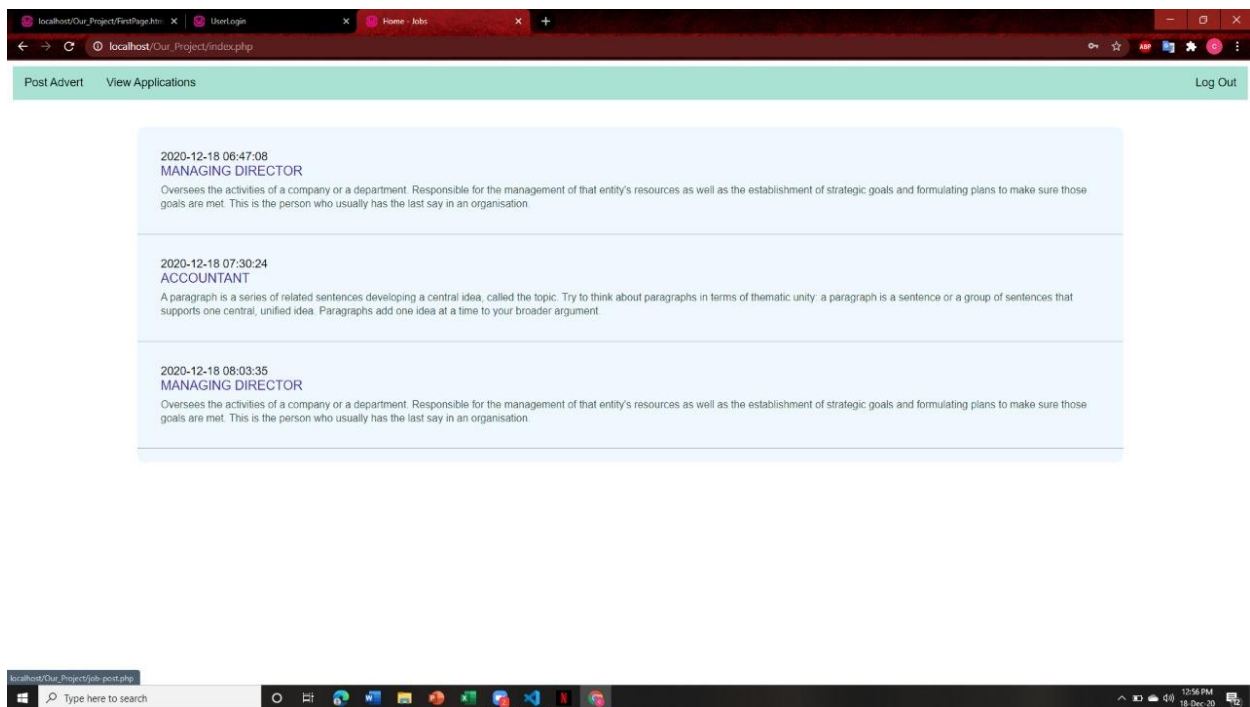 localhost/Our_Project/FirstPage.htm
UserLogin
Home - Jobs
localhost/Our_Project/index.php
ABP
C
Post Advert
View Applications
Log Out
2020-12-18 06:47:08
MANAGING DIRECTOR
Oversees the activities of a company or a department. Responsible for the management of that entity's resources as well as the establishment of strategic goals and formulating plans to make sure those
goals are met. This is the person who usually has the last say in an organisation.
2020-12-18 07:30:24
ACCOUNTANT
A paragraph is a series of related sentences developing a central idea, called the topic. Try to think about paragraphs in terms of thematic unity: a paragraph is a sentence or a group of sentences that
supports one central, unified idea. Paragraphs add one idea at a time to your broader argument.
2020-12-18 08:03:35
MANAGING DIRECTOR
Oversees the activities of a company or a department. Responsible for the management of that entity's resources as well as the establishment of strategic goals and formulating plans to make sure those
goals are met. This is the person who usually has the last say in an organisation.
localhost/Our_Project/job-post.php
Type here to search
12:56 PM
18-Dec-20